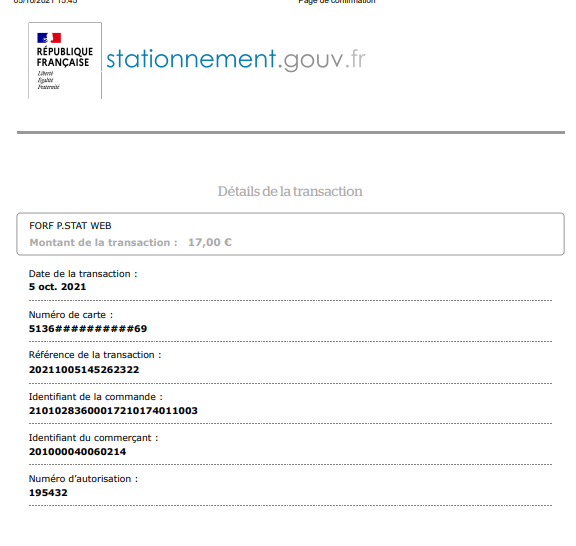 05/10/2021 15:45 Page de confirmation
RÉPUBLIQUE
FRANÇAISE
Liberté
Égalité
Fraternité
stationnement.gouv.fr
Détails de la transaction
FORF P.STAT WEB
Montant de la transaction : 17,00 €
Date de la transaction :
5 oct. 2021
Numéro de carte :
5136##########69
Référence de la transaction :
20211005145262322
Identifiant de la commande :
21010283600017210174011003
Identifiant du commerçant :
201000040060214
Numéro d'autorisation :
195432